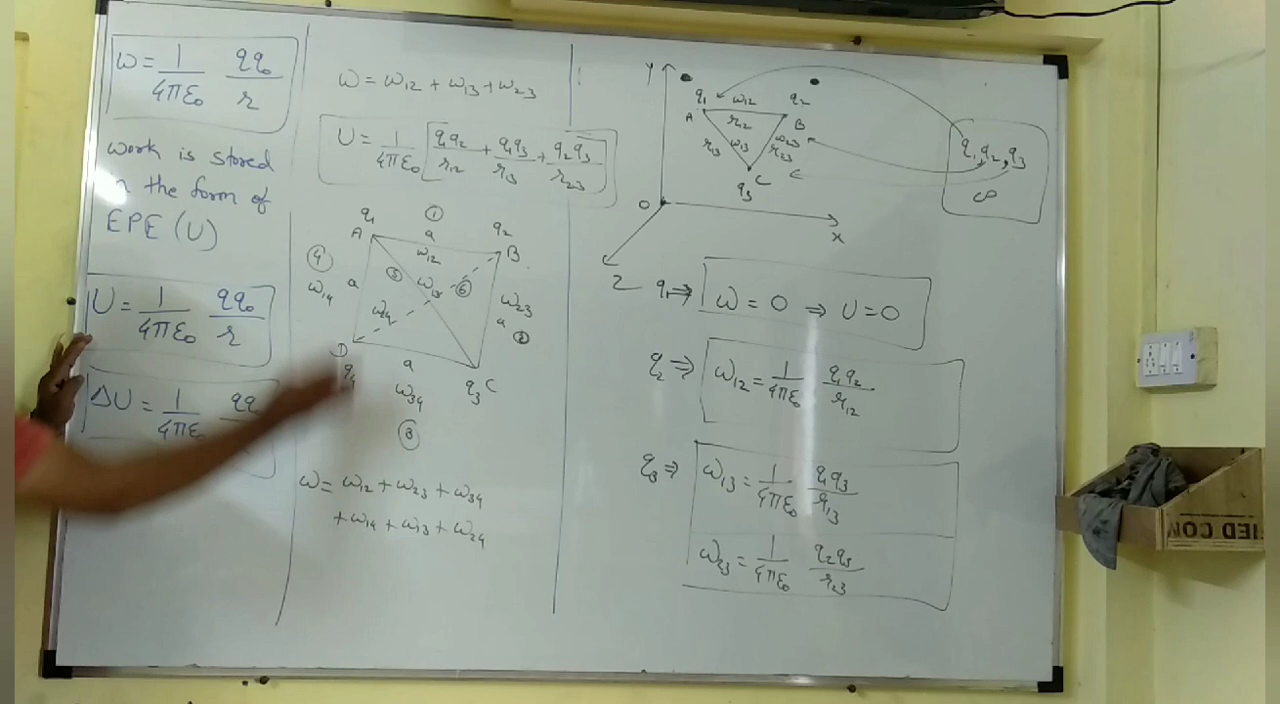 W = 1/4πε₀ qq₀/r
work is stored
the form of
EPE (U)
U = 1/4πε₀ qq₀/r
ΔU = 1/4πε₀
W = W₁₂ + W₁₃ + W₂₃
U = 1/4πε₀ [q₁q₂/r₁₂ + q₁q₃/r₁₃ + q₂q₃/r₂₃]
q₁ ① q₂
A a B
W₁₂
④ ⑤ W₁₃ ⑥
W₁₄ a W₂₃
W₂₄ a ②
D a q₃ C
W₃₄
③
W = W₁₂ + W₂₃ + W₃₄
+ W₁₄ + W₁₃ + W₂₄
Y
q₁ W₁₂ q₂
A r₁₂ B
r₁₃ W₁₃ W₂₃ r₂₃
C C
q₃
q₁, q₂, q₃
∞
O X
Z
q₁ ⇒ W = 0 ⇒ U = 0
q₂ ⇒ W₁₂ = 1/4πε₀ q₁q₂/r₁₂
q₃ ⇒ W₁₃ = 1/4πε₀ q₁q₃/r₁₃
W₂₃ = 1/4πε₀ q₂q₃/r₂₃
IED CON